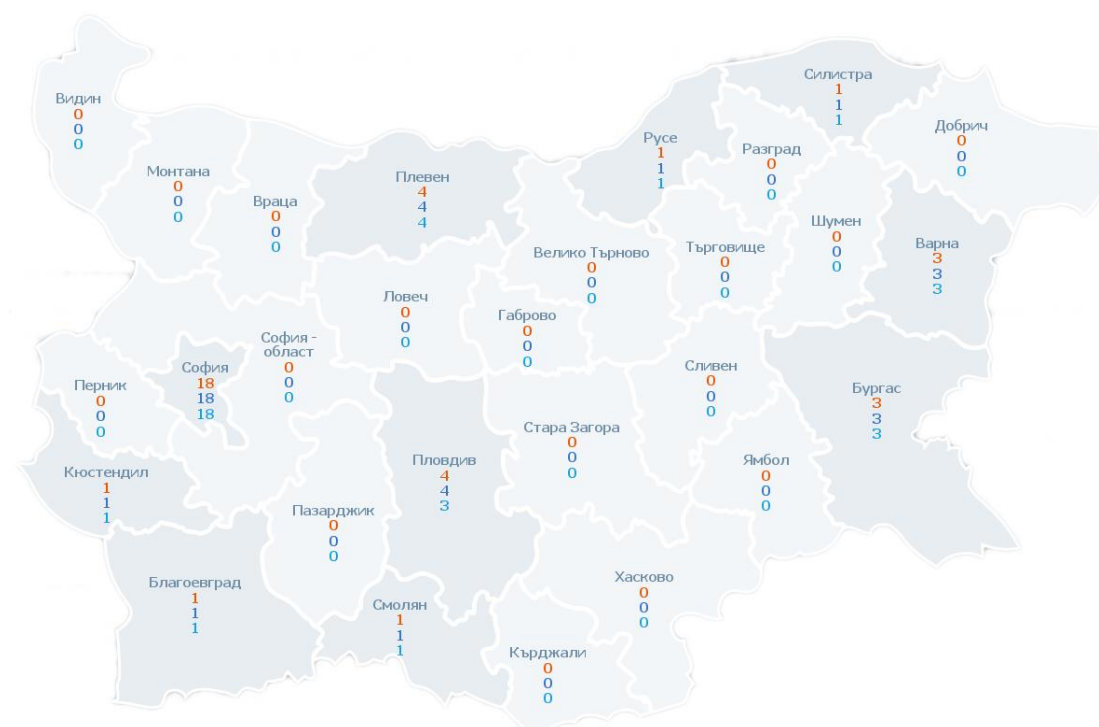 Видин
0
0
0
Монтана
0
0
0
Враца
0
0
0
Плевен
4
4
4
Русе
1
1
1
Силистра
1
1
1
Разград
0
0
0
Добрич
0
0
0
Шумен
0
0
0
Варна
3
3
3
Търговище
0
0
0
Велико Търново
0
0
0
Габрово
0
0
0
Ловеч
0
0
0
София -
област
0
0
0
София
18
18
18
Перник
0
0
0
Кюстендил
1
1
1
Благоевград
1
1
1
Пазарджик
0
0
0
Пловдив
4
4
3
Смолян
1
1
1
Стара Загора
0
0
0
Сливен
0
0
0
Бургас
3
3
3
Ямбол
0
0
0
Хасково
0
0
0
Кърджали
0
0
0